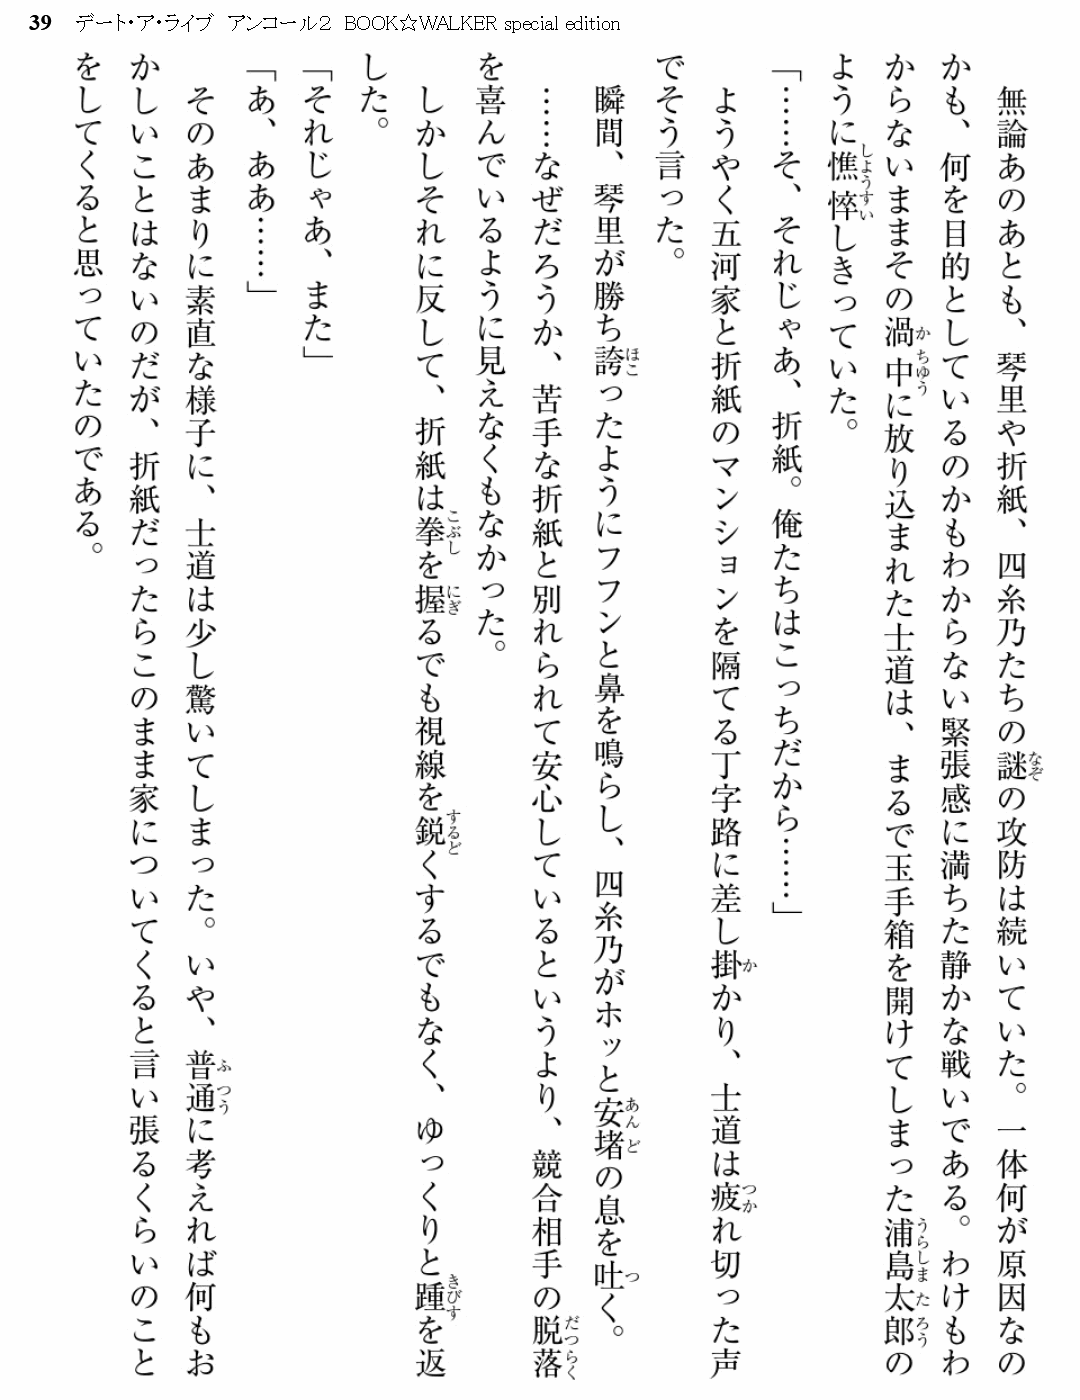 39 デート・ア・ライブ アンコール２ BOOK☆WALKER special edition
無論あのあとも、琴里や折紙、四糸乃たちの謎の攻防は続いていた。一体何が原因なの
かも、何を目的としているのかもわからない緊張感に満ちた静かな戦いである。わけもわ
からないままその渦中に放り込まれた士道は、まるで玉手箱を開けてしまった浦島太郎の
ように憔悴しきっていた。
「……そ、それじゃあ、折紙。俺たちはこっちだから……」
ようやく五河家と折紙のマンションを隔てる丁字路に差し掛かり、士道は疲れ切った声
でそう言った。
瞬間、琴里が勝ち誇ったようにフフンと鼻を鳴らし、四糸乃がホッと安堵の息を吐く。
……なぜだろうか、苦手な折紙と別れられて安心しているというより、競合相手の脱落
を喜んでいるように見えなくもなかった。
しかしそれに反して、折紙は拳を握るでも視線を鋭くするでもなく、ゆっくりと踵を返
した。
「それじゃあ、また」
「あ、ああ……」
そのあまりに素直な様子に、士道は少し驚いてしまった。いや、普通に考えれば何もお
かしいことはないのだが、折紙だったらこのまま家についてくると言い張るくらいのこと
をしてくると思っていたのである。